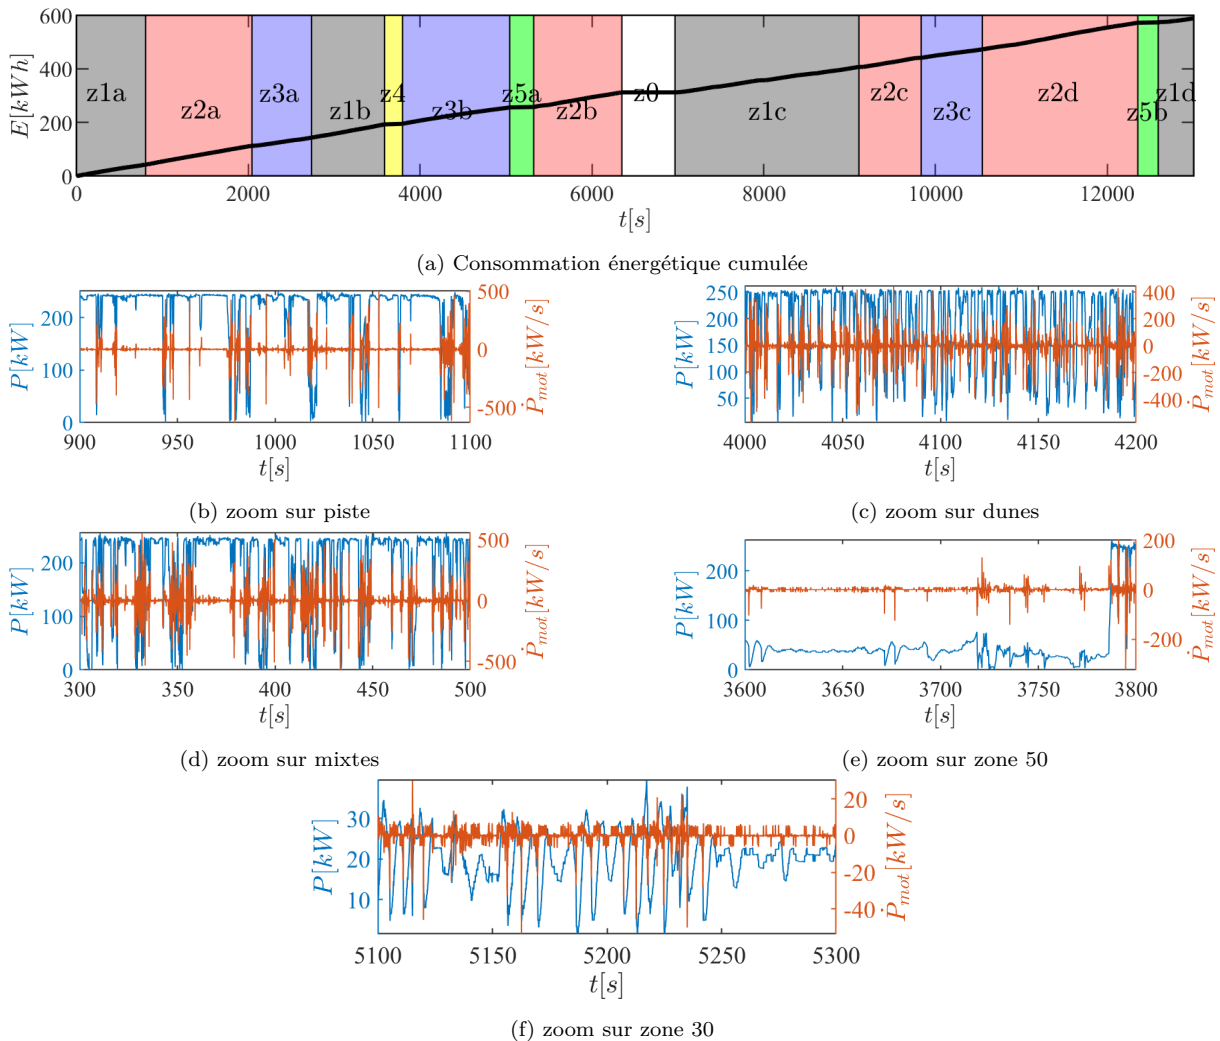 600
400
200
0
E[kWh]
z1a
z2a
z3a
z1b
z4
z3b
z5a
z2b
z0
z1c
z2c
z3c
z2d
z5b
z1d
0 2000 4000 6000 8000 10000 12000
t[s]
(a) Consommation énergétique cumulée
200
100
0
P[kW]
500
0
-500
Ṗmot[kW/s]
900 950 1000 1050 1100
t[s]
(b) zoom sur piste
250
200
150
100
50
P[kW]
400
200
0
-200
-400
Ṗmot[kW/s]
4000 4050 4100 4150 4200
t[s]
(c) zoom sur dunes
200
100
0
P[kW]
500
0
-500
Ṗmot[kW/s]
300 350 400 450 500
t[s]
(d) zoom sur mixtes
200
100
0
P[kW]
200
0
-200
Ṗmot[kW/s]
3600 3650 3700 3750 3800
t[s]
(e) zoom sur zone 50
30
20
10
P[kW]
20
0
-20
-40
Ṗmot[kW/s]
5100 5150 5200 5250 5300
t[s]
(f) zoom sur zone 30